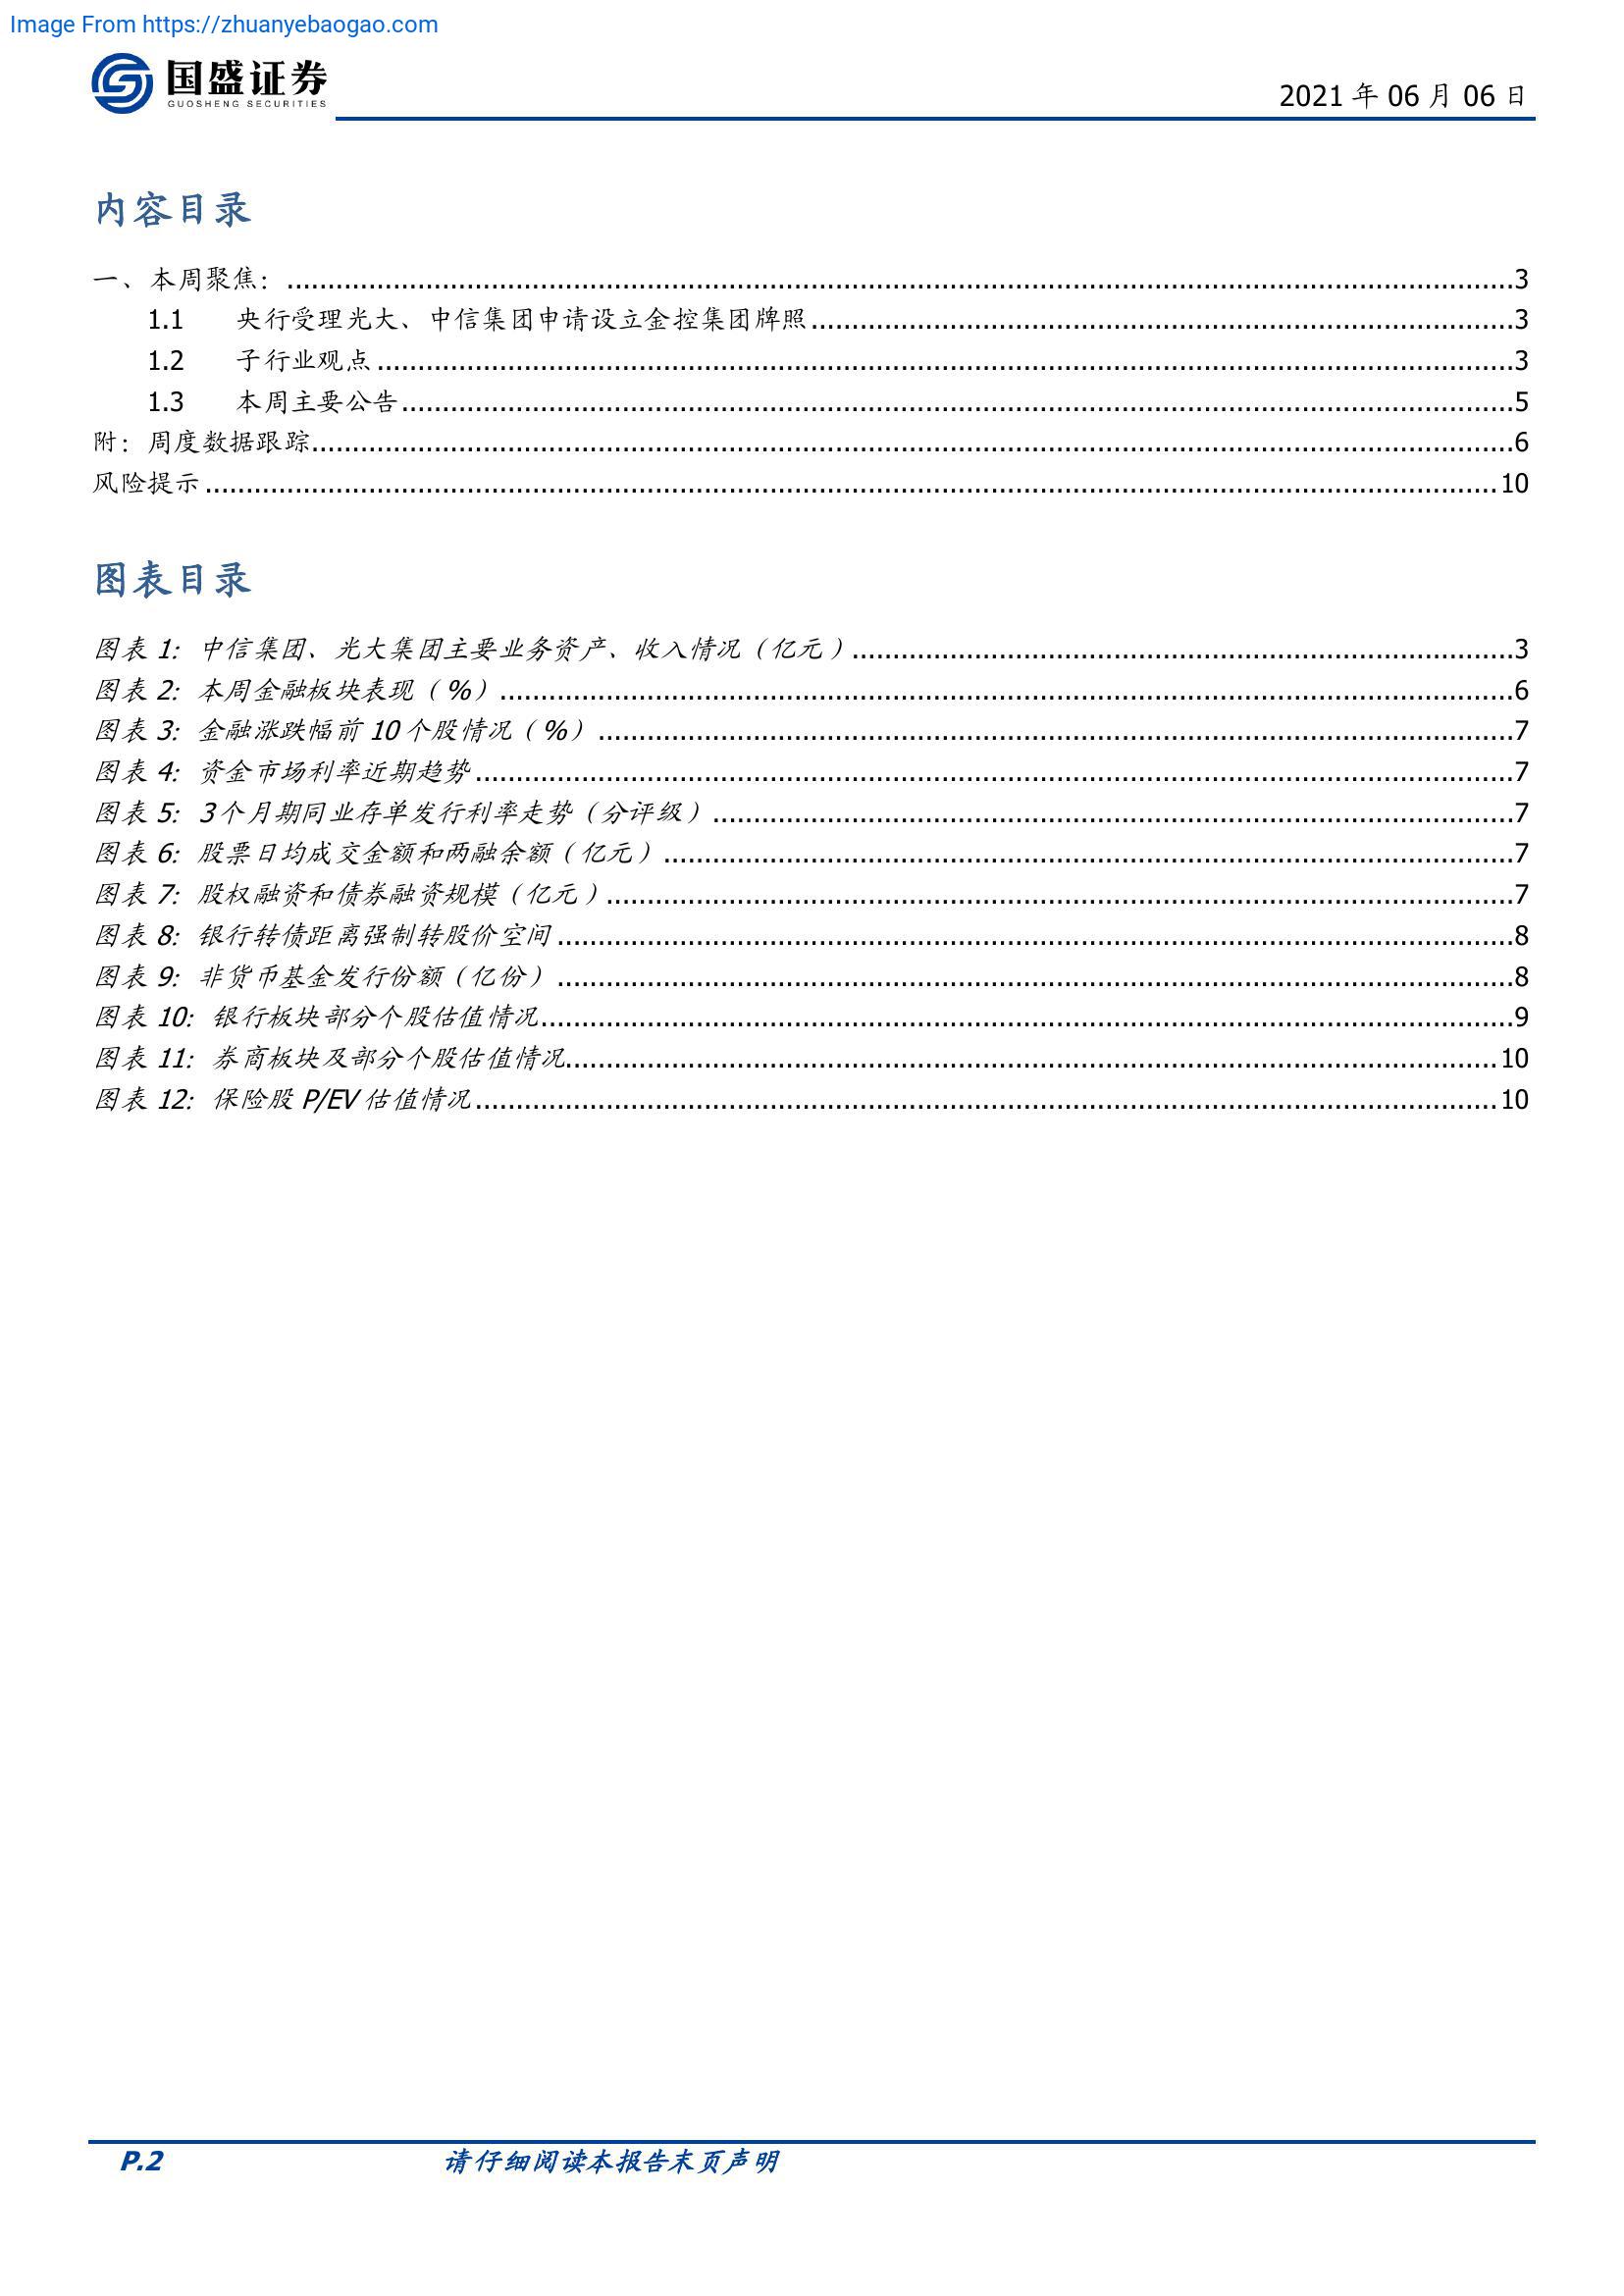 Image From https://zhuanyebaogao.com
国盛证券
GUOSHENG SECURITIES
2021 年 06 月 06 日
内容目录
一、本周聚焦：...3
1.1 央行受理光大、中信集团申请设立金控集团牌照...3
1.2 子行业观点...3
1.3 本周主要公告...5
附：周度数据跟踪...6
风险提示...10
图表目录
图表 1: 中信集团、光大集团主要业务资产、收入情况（亿元）...3
图表 2: 本周金融板块表现（%）...6
图表 3: 金融涨跌幅前 10 个股情况（%）...7
图表 4: 资金市场利率近期趋势...7
图表 5: 3 个月期同业存单发行利率走势（分评级）...7
图表 6: 股票日均成交金额和两融余额（亿元）...7
图表 7: 股权融资和债券融资规模（亿元）...7
图表 8: 银行转债距离强制转股价空间...8
图表 9: 非货币基金发行份额（亿份）...8
图表 10: 银行板块部分个股估值情况...9
图表 11: 券商板块及部分个股估值情况...10
图表 12: 保险股 P/EV 估值情况...10
P.2 请仔细阅读本报告末页声明